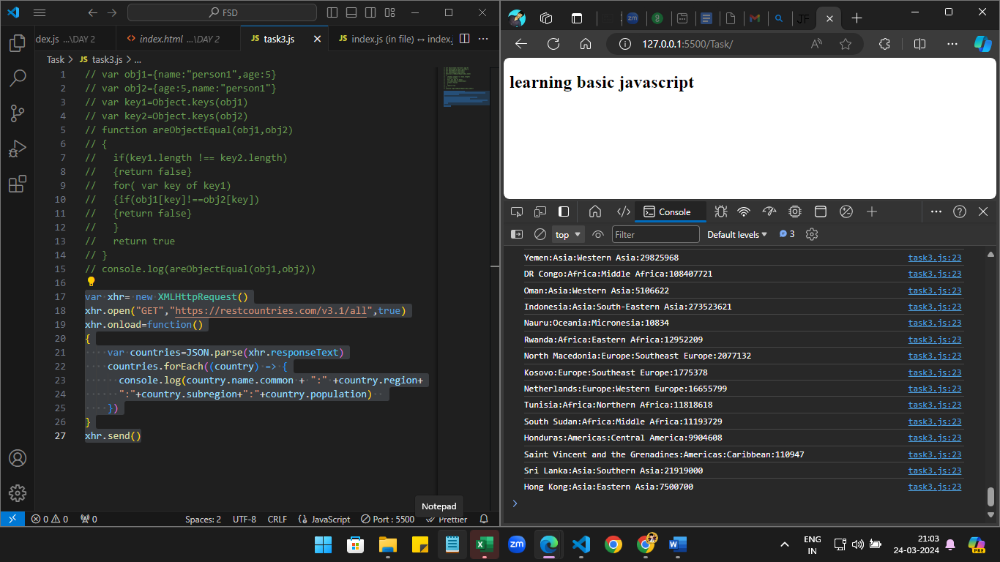 FSD
dex.js ...\DAY 2
index.html ...\DAY 2
JS task3.js
JS index.js (in file) ↔ index.j
Task > JS task3.js > ...
1 // var obj1={name:"person1",age:5}
2 // var obj2={age:5,name:"person1"}
3 // var key1=Object.keys(obj1)
4 // var key2=Object.keys(obj2)
5 // function areObjectEqual(obj1,obj2)
6 // {
7 //   if(key1.length !== key2.length)
8 //   {return false}
9 //   for( var key of key1)
10 //   {if(obj1[key]!==obj2[key])
11 //   {return false}
12 //   }
13 //   return true
14 // }
15 // console.log(areObjectEqual(obj1,obj2))
16
17 var xhr= new XMLHttpRequest()
18 xhr.open("GET","https://restcountries.com/v3.1/all",true)
19 xhr.onload=function()
20 {
21     var countries=JSON.parse(xhr.responseText)
22     countries.forEach((country) => {
23       console.log(country.name.common + ":" +country.region+
24       ":"+country.subregion+":"+country.population)
25     })
26 }
27 xhr.send()
Notepad
0 0 0
Spaces: 2 UTF-8 CRLF {} JavaScript Port : 5500 Prettier
zm
JF
127.0.0.1:5500/Task/
learning basic javascript
Console
top
Filter
Default levels
3
Yemen:Asia:Western Asia:29825968 task3.js:23
DR Congo:Africa:Middle Africa:108407721 task3.js:23
Oman:Asia:Western Asia:5106622 task3.js:23
Indonesia:Asia:South-Eastern Asia:273523621 task3.js:23
Nauru:Oceania:Micronesia:10834 task3.js:23
Rwanda:Africa:Eastern Africa:12952209 task3.js:23
North Macedonia:Europe:Southeast Europe:2077132 task3.js:23
Kosovo:Europe:Southeast Europe:1775378 task3.js:23
Netherlands:Europe:Western Europe:16655799 task3.js:23
Tunisia:Africa:Northern Africa:11818618 task3.js:23
South Sudan:Africa:Middle Africa:11193729 task3.js:23
Honduras:Americas:Central America:9904608 task3.js:23
Saint Vincent and the Grenadines:Americas:Caribbean:110947 task3.js:23
Sri Lanka:Asia:Southern Asia:21919000 task3.js:23
Hong Kong:Asia:Eastern Asia:7500700 task3.js:23
zm
ENG
IN
21:03
24-03-2024
PRE